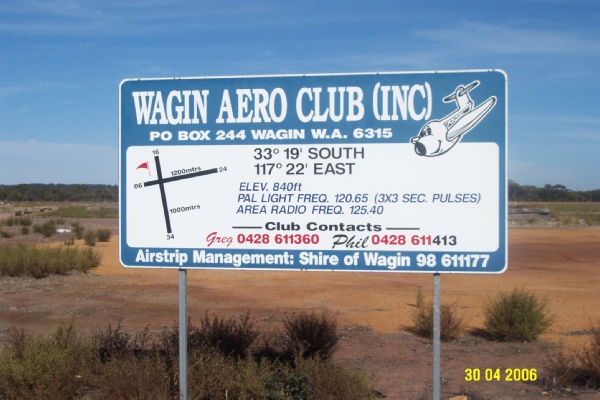 WAGIN AERO CLUB (INC)
PO BOX 244 WAGIN W.A. 6315
16
06
1200mtrs
24
1000mtrs
34
33° 19' SOUTH
117° 22' EAST
ELEV. 840ft
PAL LIGHT FREQ. 120.65 (3X3 SEC. PULSES)
AREA RADIO FREQ. 125.40
Club Contacts
Greg 0428 611360 Phil 0428 611413
Airstrip Management: Shire of Wagin 98 611177
30 04 2006